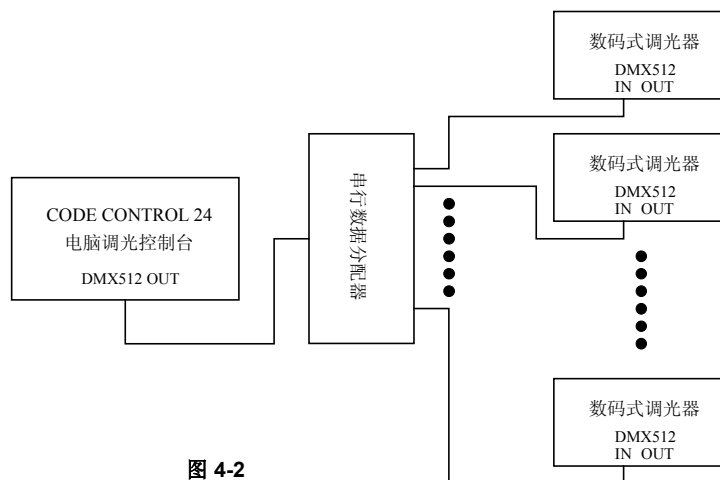 数码式调光器
DMX512
IN OUT
数码式调光器
DMX512
IN OUT
CODE CONTROL 24
电脑调光控制台
DMX512 OUT
串行数据分配器
数码式调光器
DMX512
IN OUT
图 4-2